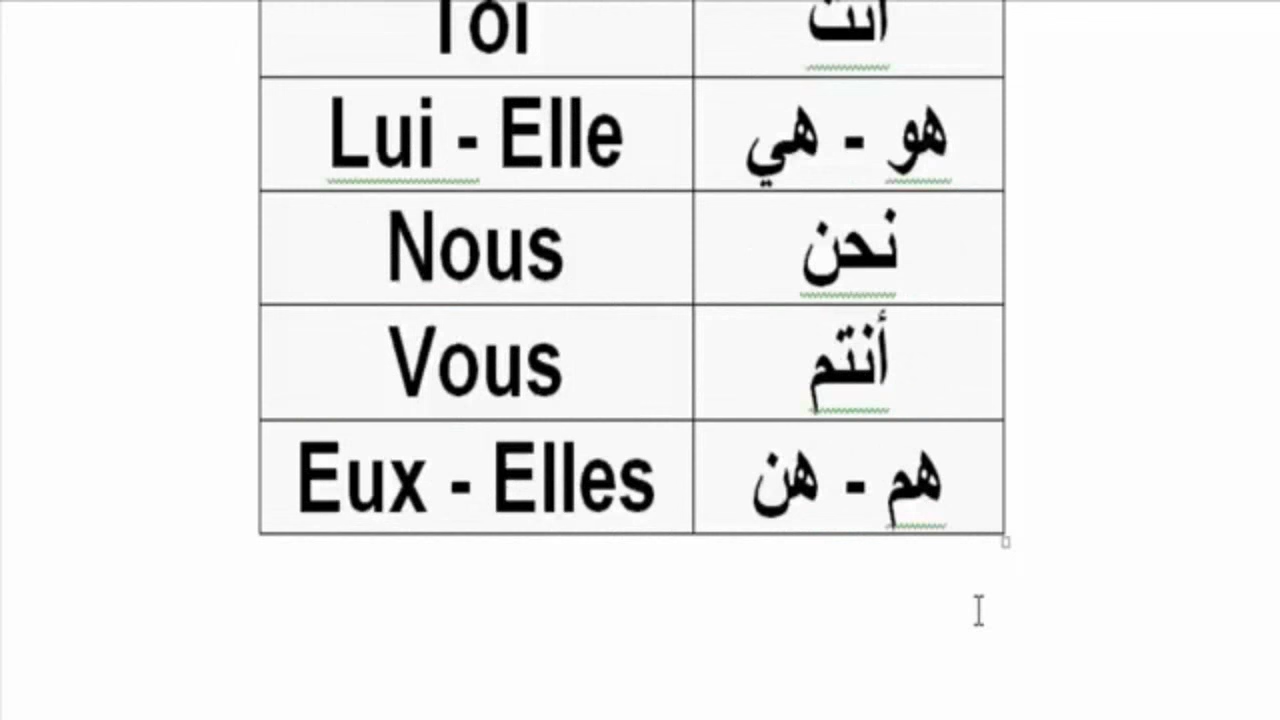 Toi أنت
Lui - Elle هو - هي
Nous نحن
Vous أنتم
Eux - Elles هم - هن